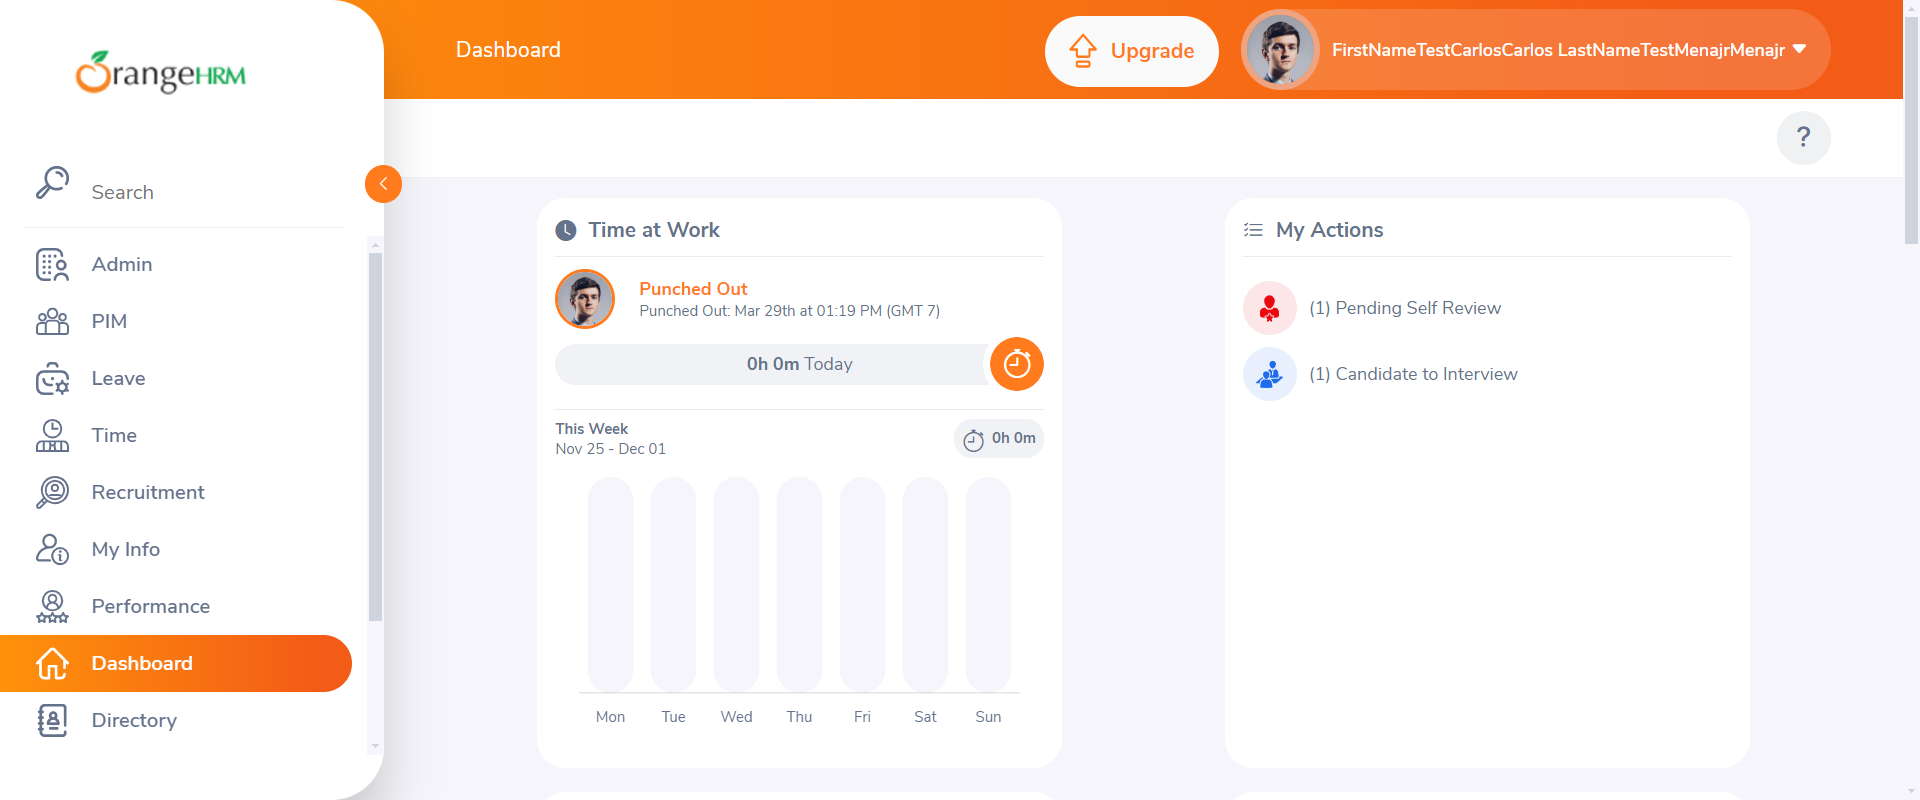 OrangeHRM
Search
Admin
PIM
Leave
Time
Recruitment
My Info
Performance
Dashboard
Directory
Dashboard
Upgrade
FirstNameTestCarlosCarlos LastNameTestMenajrMenajr
?
Time at Work
Punched Out
Punched Out: Mar 29th at 01:19 PM (GMT 7)
0h 0m Today
This Week
Nov 25 - Dec 01
0h 0m
Mon Tue Wed Thu Fri Sat Sun
My Actions
(1) Pending Self Review
(1) Candidate to Interview